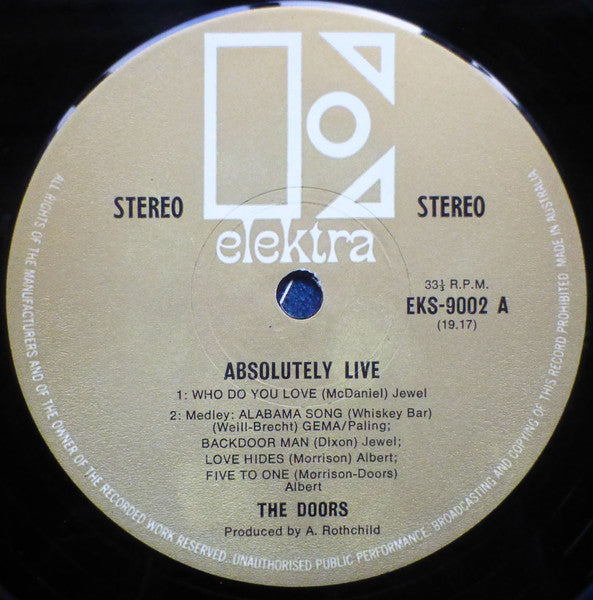 elektra
STEREO
STEREO
33⅓ R.P.M.
EKS-9002 A
(19.17)
ABSOLUTELY LIVE
1: WHO DO YOU LOVE (McDaniel) Jewel
2: Medley: ALABAMA SONG (Whiskey Bar)
(Weill-Brecht) GEMA/Paling;
BACKDOOR MAN (Dixon) Jewel;
LOVE HIDES (Morrison) Albert;
FIVE TO ONE (Morrison-Doors)
Albert
THE DOORS
Produced by A. Rothchild
ALL RIGHTS OF THE MANUFACTURERS AND OF THE OWNER OF THE RECORDED WORK RESERVED. UNAUTHORISED PUBLIC PERFORMANCE. BROADCASTING AND COPYING OF THIS RECORD PROHIBITED. MADE IN AUSTRALIA